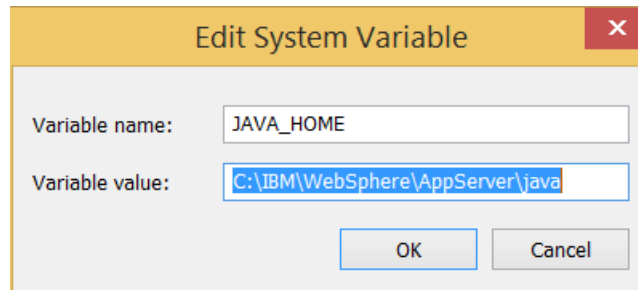 Edit System Variable
Variable name: JAVA_HOME
Variable value: C:\IBM\WebSphere\AppServer\java
OK Cancel